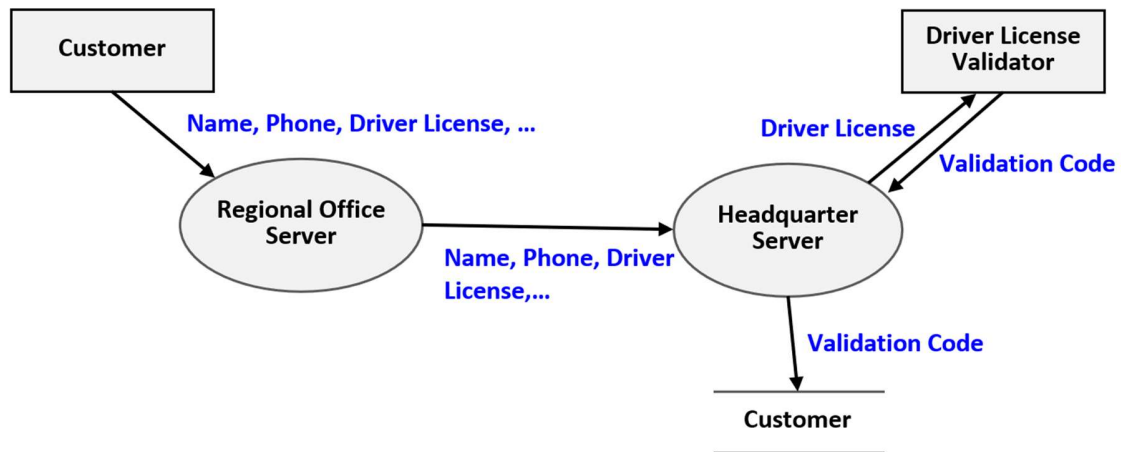 Customer
Driver License
Validator
Name, Phone, Driver License, ...
Driver License
Validation Code
Regional Office
Server
Headquarter
Server
Name, Phone, Driver
License,...
Validation Code
Customer